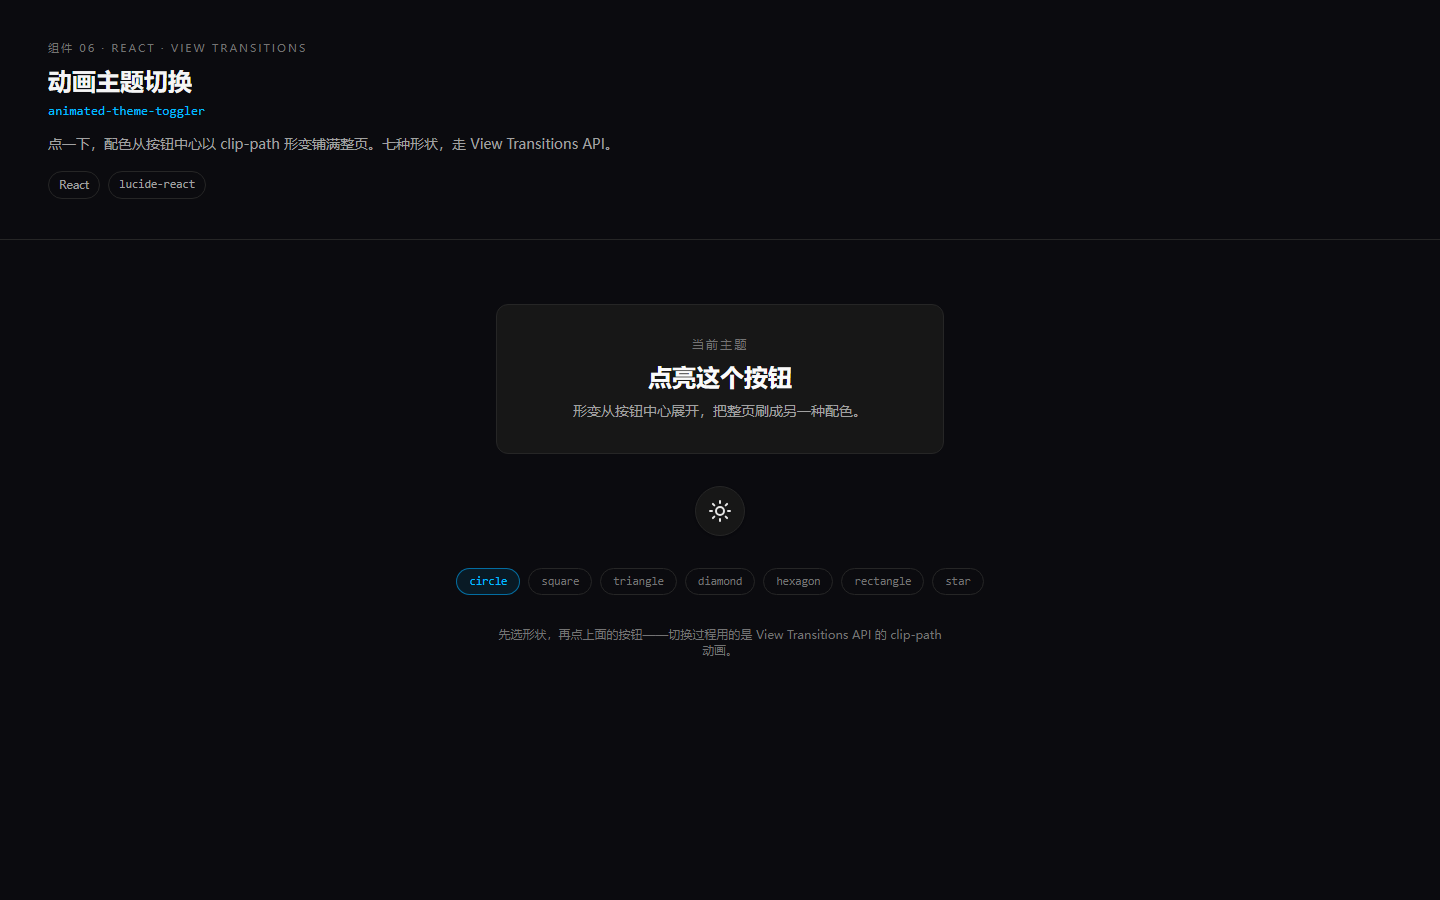 组件 06 · REACT · VIEW TRANSITIONS
动画主题切换
animated-theme-toggler
点一下，配色从按钮中心以 clip-path 形变铺满整页。七种形状，走 View Transitions API。
React
lucide-react
当前主题
点亮这个按钮
形变从按钮中心展开，把整页刷成另一种配色。
circle
square
triangle
diamond
hexagon
rectangle
star
先选形状，再点上面的按钮——切换过程用的是 View Transitions API 的 clip-path
动画。